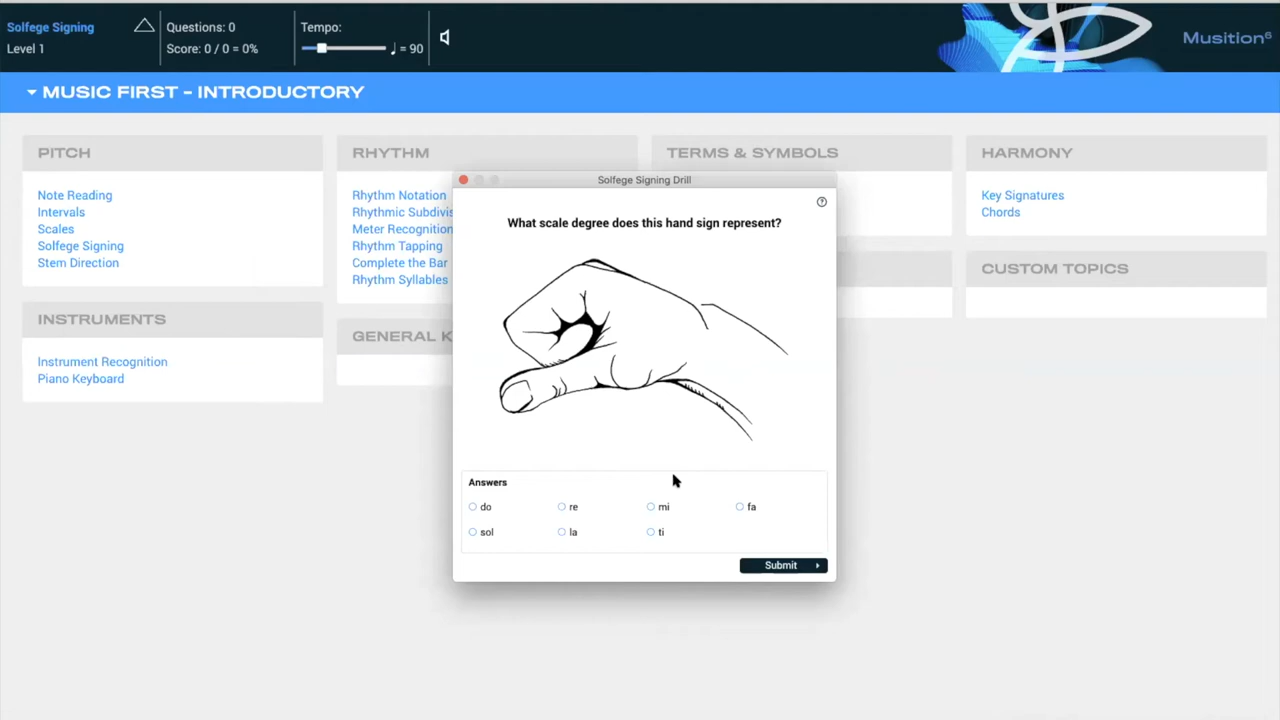 Solfege Signing
Level 1
Questions: 0
Score: 0 / 0 = 0%
Tempo:
♩ = 90
Musition⁶
MUSIC FIRST - INTRODUCTORY
PITCH
Note Reading
Intervals
Scales
Solfege Signing
Stem Direction
INSTRUMENTS
Instrument Recognition
Piano Keyboard
RHYTHM
Rhythm Notation
Rhythmic Subdivis
Meter Recognition
Rhythm Tapping
Complete the Bar
Rhythm Syllables
GENERAL K
TERMS & SYMBOLS
HARMONY
Key Signatures
Chords
CUSTOM TOPICS
Solfege Signing Drill
?
What scale degree does this hand sign represent?
Answers
do re mi fa
sol la ti
Submit